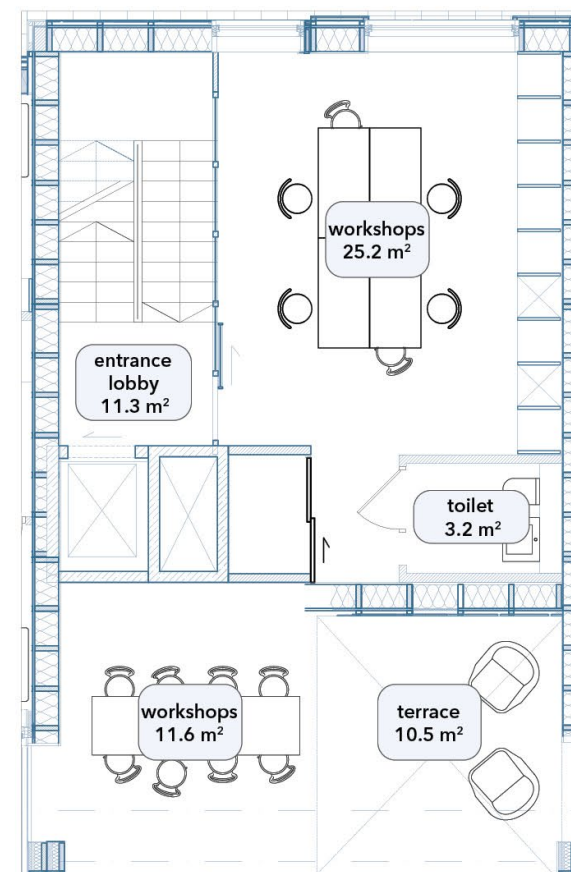 workshops
25.2 m²
entrance
lobby
11.3 m²
toilet
3.2 m²
workshops
11.6 m²
terrace
10.5 m²